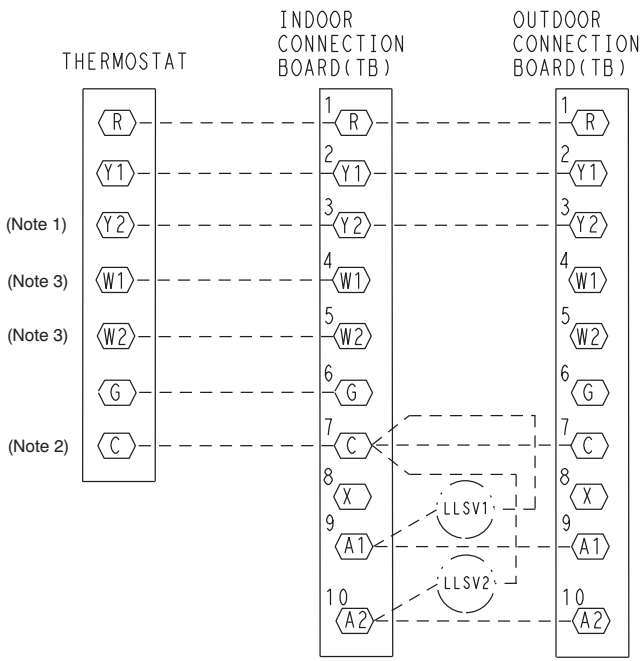 THERMOSTAT
INDOOR
CONNECTION
BOARD(TB)
OUTDOOR
CONNECTION
BOARD(TB)
R 1 R 1 R
Y1 2 Y1 2 Y1
(Note 1) Y2 3 Y2 3 Y2
(Note 3) W1 4 W1 4 W1
(Note 3) W2 5 W2 5 W2
G 6 G 6 G
(Note 2) C 7 C 7 C
8 X 8 X
LLSV1
9 A1 9 A1
LLSV2
10 A2 10 A2